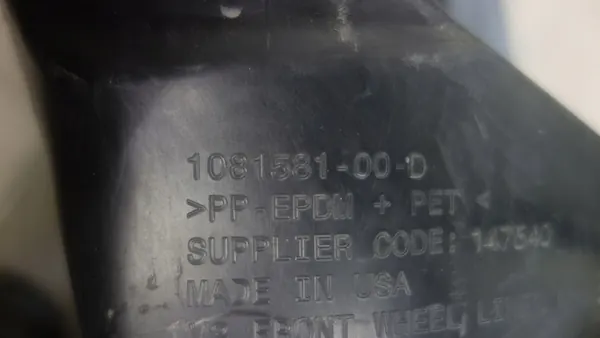 1081581-00-D
>PP-EPDM + PET <
SUPPLIER CODE: 147540
MADE IN USA
FRONT WHEEL